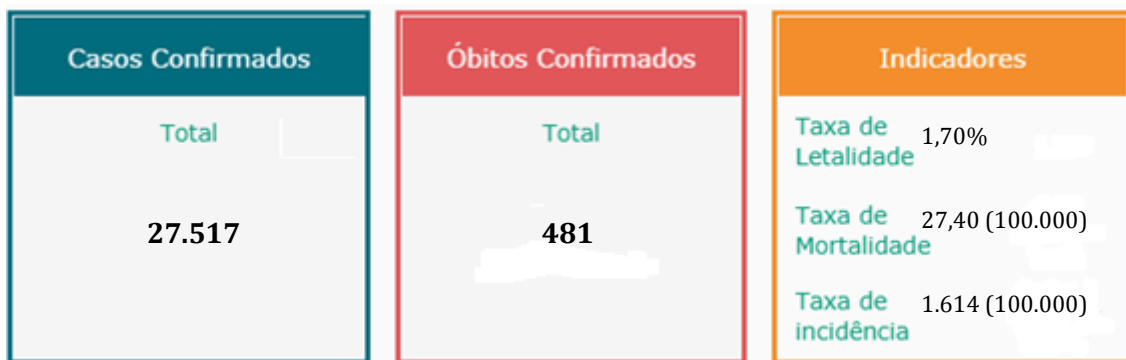 Casos Confirmados
Total
27.517
Óbitos Confirmados
Total
481
Indicadores
Taxa de
Letalidade 1,70%
Taxa de
Mortalidade 27,40 (100.000)
Taxa de
incidência 1.614 (100.000)